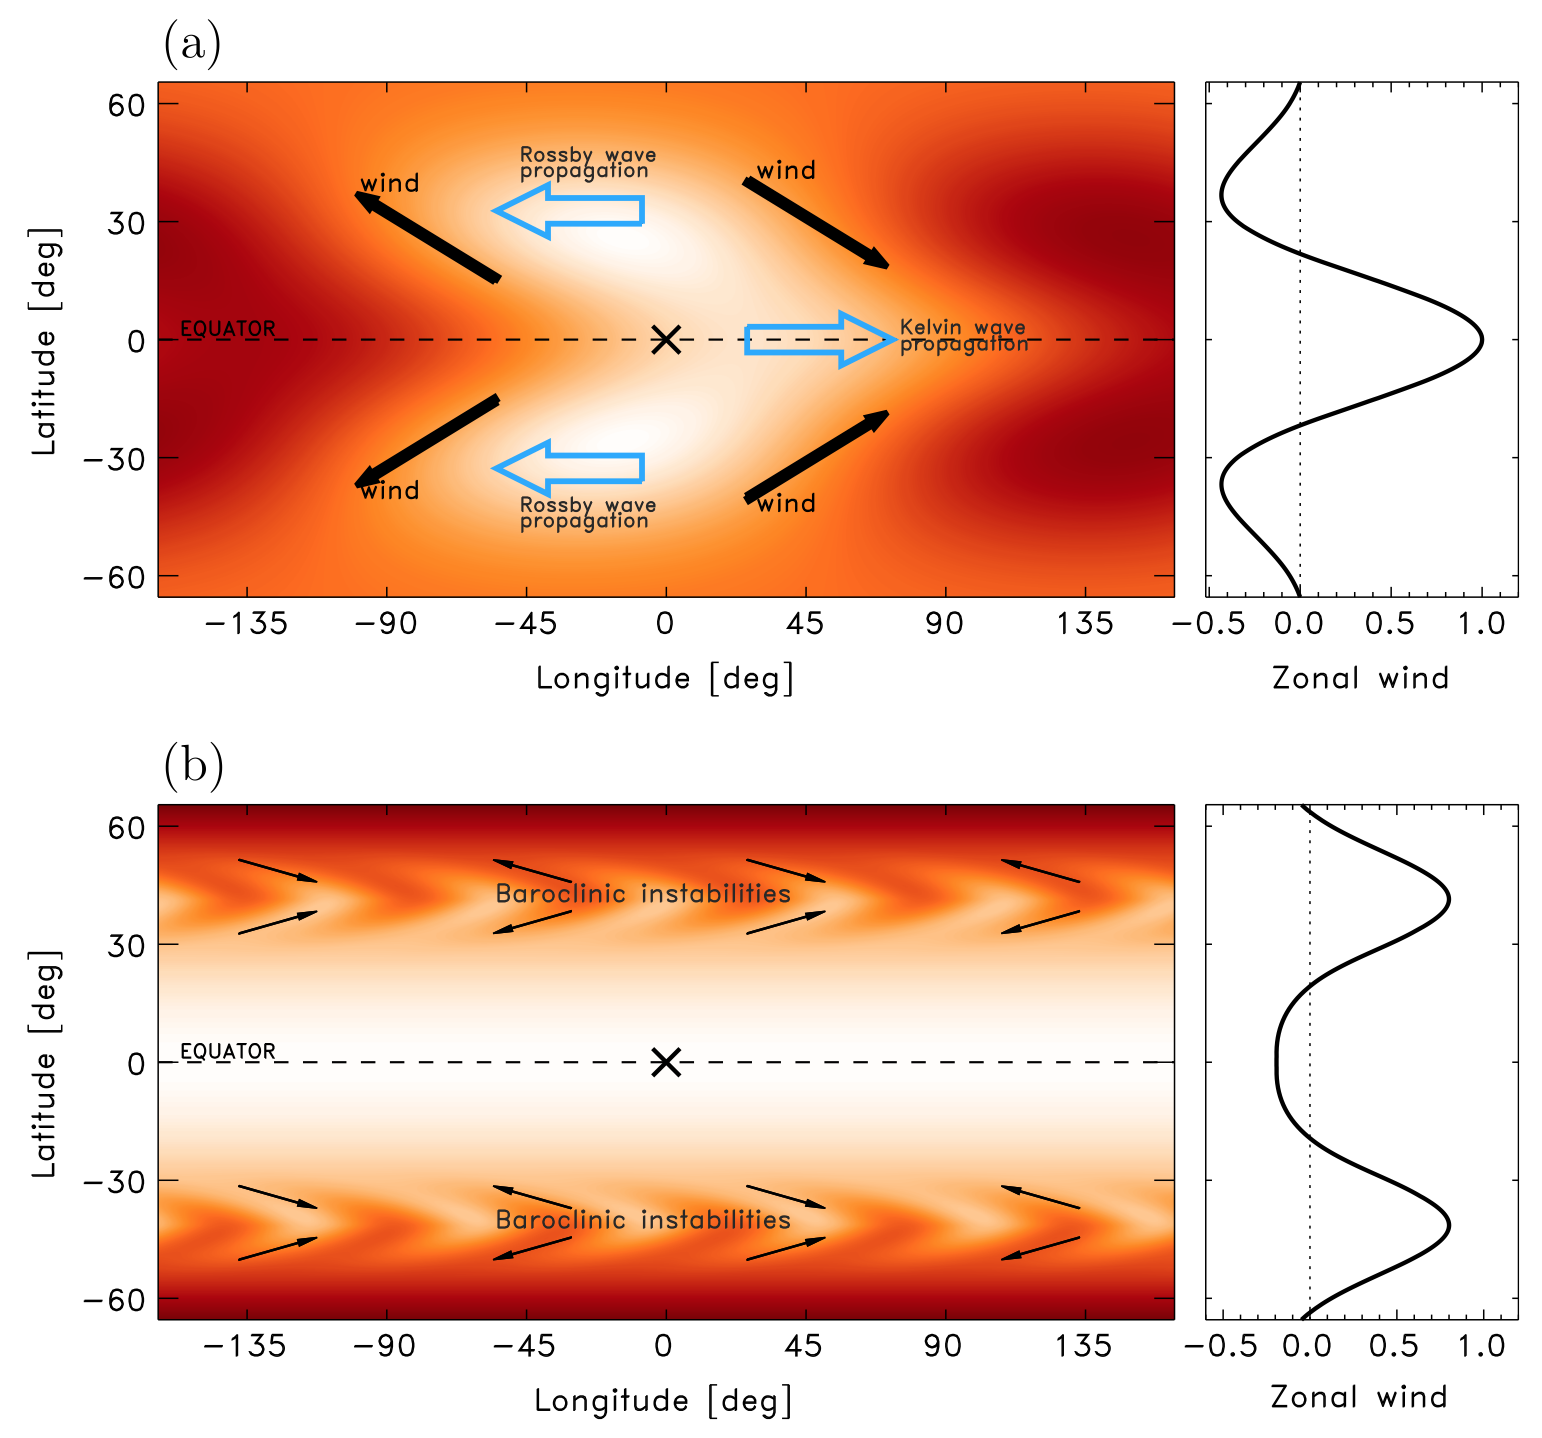 (a)
60
30
0
−30
−60
Latitude [deg]
Rossby wave
propagation
wind
wind
EQUATOR
Kelvin wave
propagation
wind
wind
Rossby wave
propagation
−135 −90 −45 0 45 90 135
Longitude [deg]
−0.5 0.0 0.5 1.0
Zonal wind
(b)
60
30
0
−30
−60
Latitude [deg]
Baroclinic instabilities
EQUATOR
Baroclinic instabilities
−135 −90 −45 0 45 90 135
Longitude [deg]
−0.5 0.0 0.5 1.0
Zonal wind